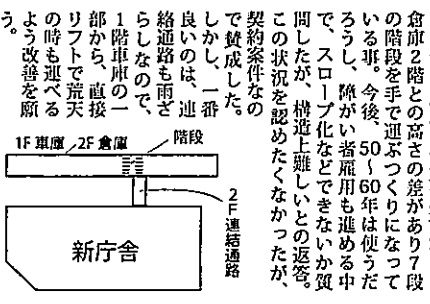 倉庫2階との高さの差があり7段
の階段を手で運ぶつくりになって
いる事。今後、50～60年は使うだ
ろうし、障がい者雇用も進める中
で、スロープ化などできないか質
問したが、構造上難しいとの返答。
この状況を認めたくなかったが、
契約案件なの
で賛成した。
しかし、一番
良いのは、連
絡通路も雨ざ
らしなので、
1階車庫の一
部から、直接
リフトで荒天
の時も運べる
よう改善を願
う。
1F 車庫
2F 倉庫
階段
2F連結通路
新庁舎